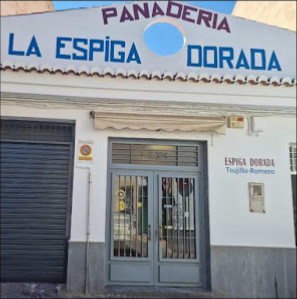 PANADERIA
LA ESPIGA DORADA
ESPIGA DORADA
Trujillo-Romero